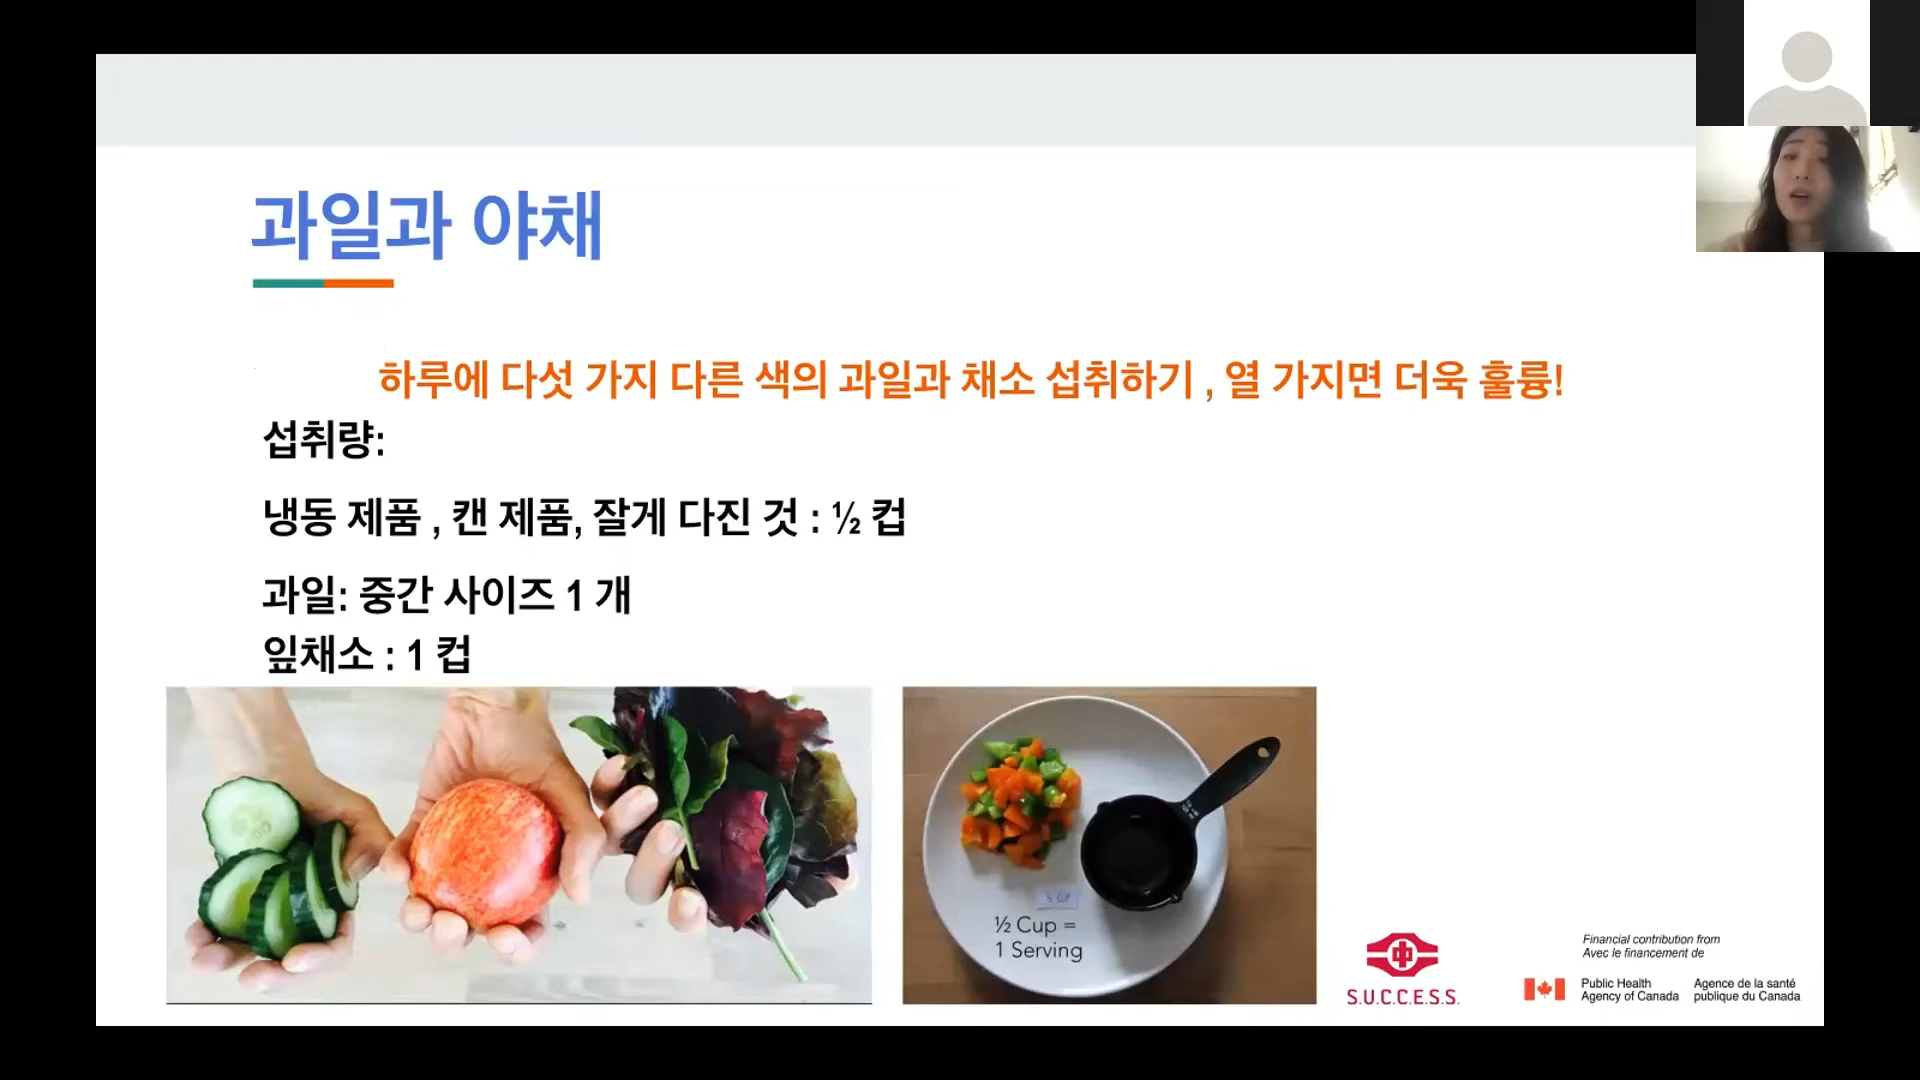 과일과 야채
하루에 다섯 가지 다른 색의 과일과 채소 섭취하기 , 열 가지면 더욱 훌륭!
섭취량:
냉동 제품 , 캔 제품, 잘게 다진 것 : ½ 컵
과일: 중간 사이즈 1 개
잎채소 : 1 컵
½ CUP
½ Cup =
1 Serving
S.U.C.C.E.S.S.
Financial contribution from
Avec le financement de
Public Health
Agency of Canada
Agence de la santé
publique du Canada